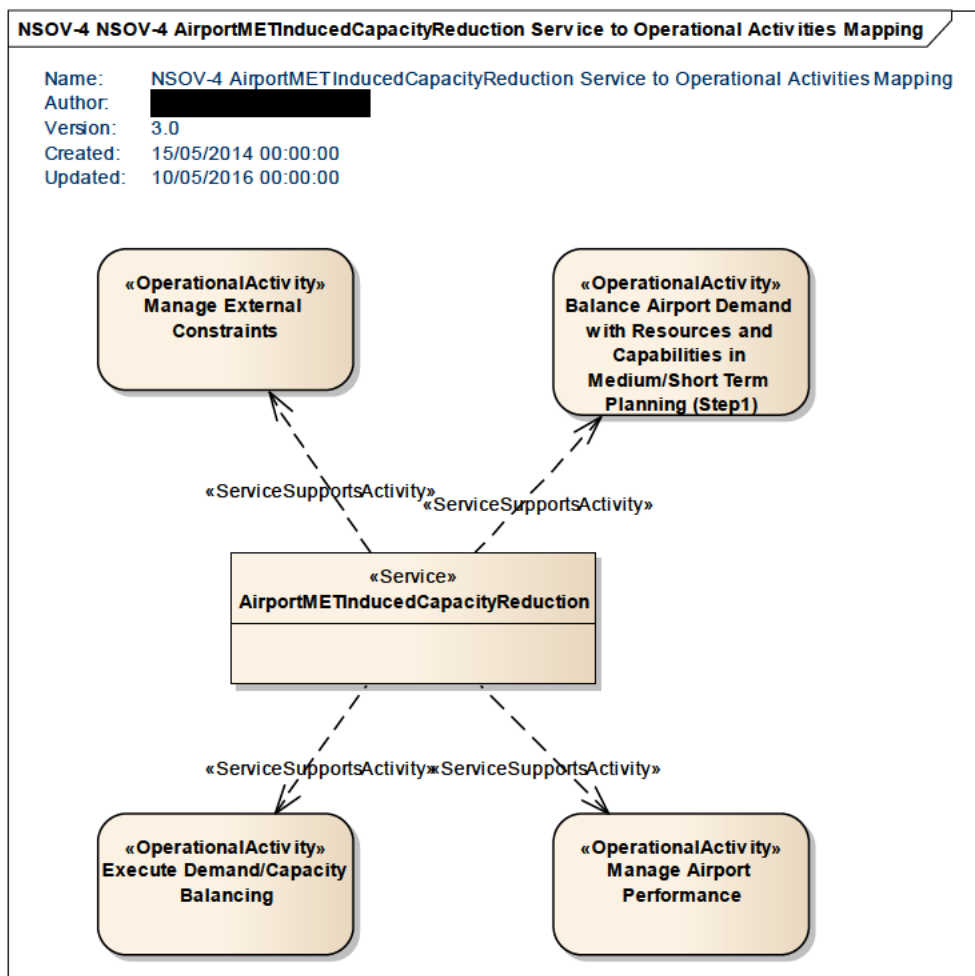 NSOV-4 NSOV-4 AirportMETInducedCapacityReduction Service to Operational Activities Mapping
Name: NSOV-4 AirportMETInducedCapacityReduction Service to Operational Activities Mapping
Author:
Version: 3.0
Created: 15/05/2014 00:00:00
Updated: 10/05/2016 00:00:00
«OperationalActivity»
Manage External
Constraints
«OperationalActivity»
Balance Airport Demand
with Resources and
Capabilities in
Medium/Short Term
Planning (Step1)
«ServiceSupportsActivity»
«ServiceSupportsActivity»
«Service»
AirportMETInducedCapacityReduction
«ServiceSupportsActivity»
«ServiceSupportsActivity»
«OperationalActivity»
Execute Demand/Capacity
Balancing
«OperationalActivity»
Manage Airport
Performance